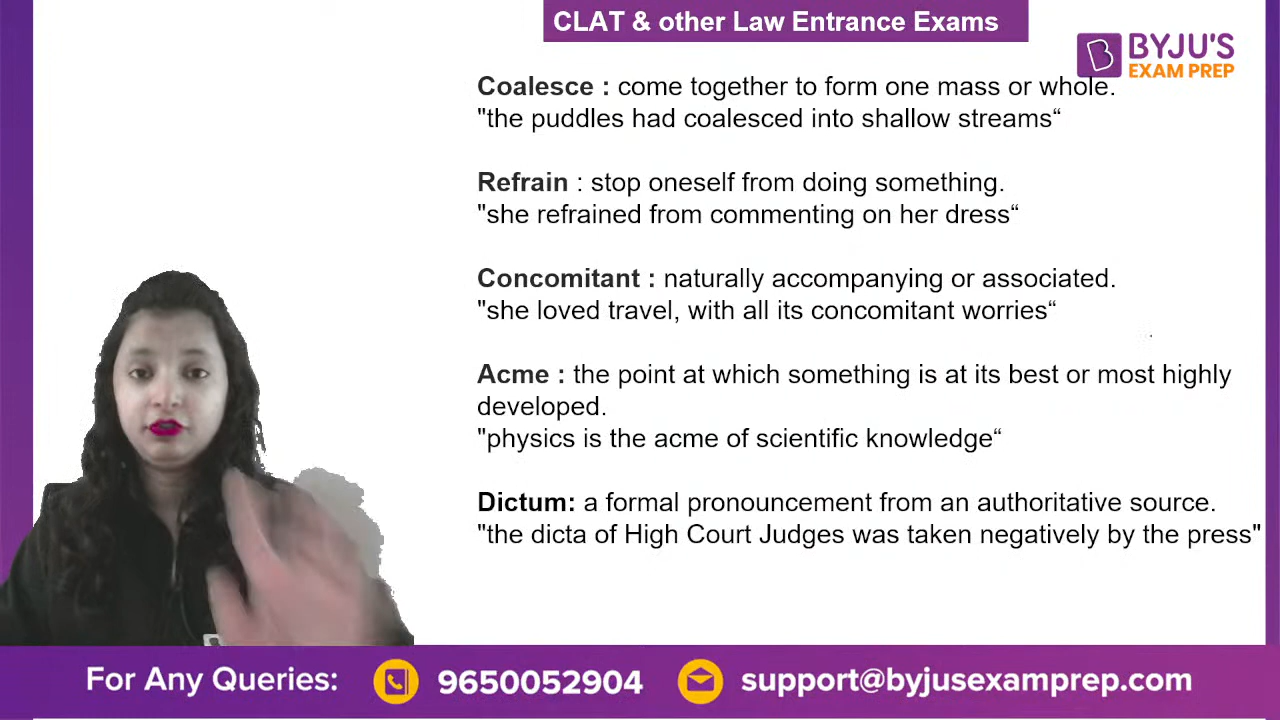 CLAT & other Law Entrance Exams
BYJU'S
EXAM PREP
Coalesce : come together to form one mass or whole.
"the puddles had coalesced into shallow streams“
Refrain : stop oneself from doing something.
"she refrained from commenting on her dress“
Concomitant : naturally accompanying or associated.
"she loved travel, with all its concomitant worries“
Acme : the point at which something is at its best or most highly
developed.
"physics is the acme of scientific knowledge“
Dictum: a formal pronouncement from an authoritative source.
"the dicta of High Court Judges was taken negatively by the press"
For Any Queries: 9650052904 support@byjusexamprep.com